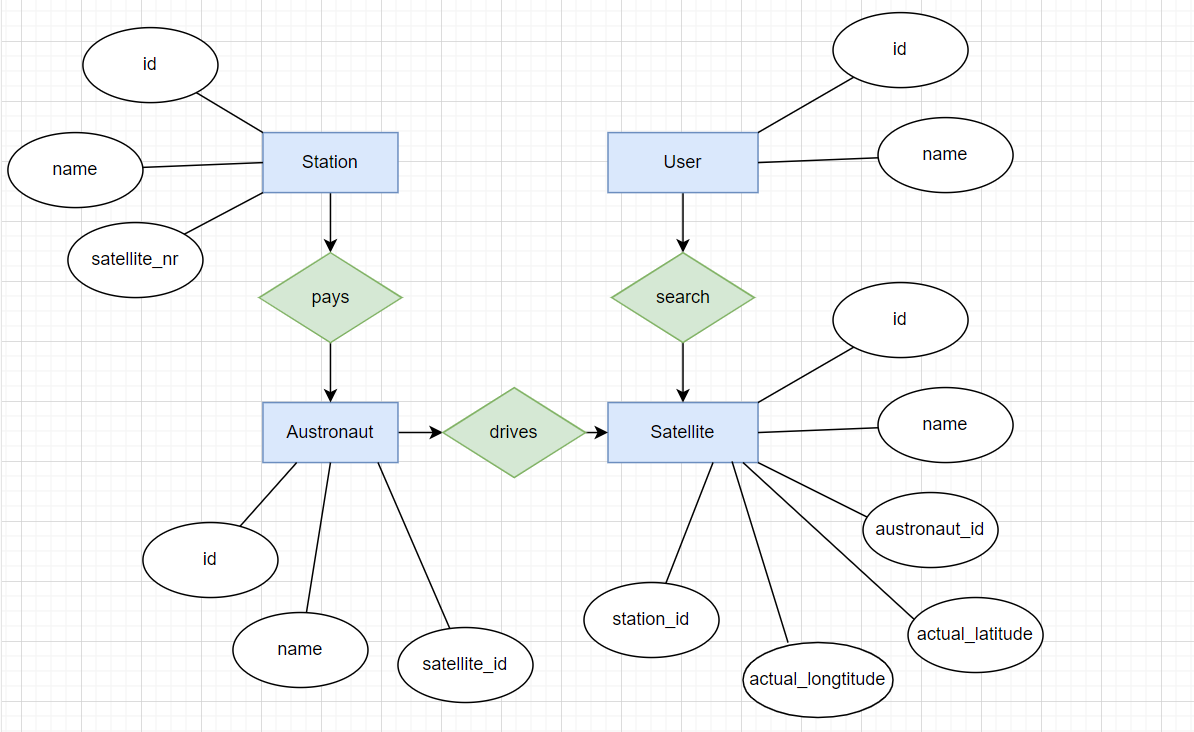 id
name
satellite_nr
Station
pays
User
id
name
search
Austronaut
drives
Satellite
id
name
austronaut_id
actual_latitude
actual_longtitude
station_id
id
name
satellite_id